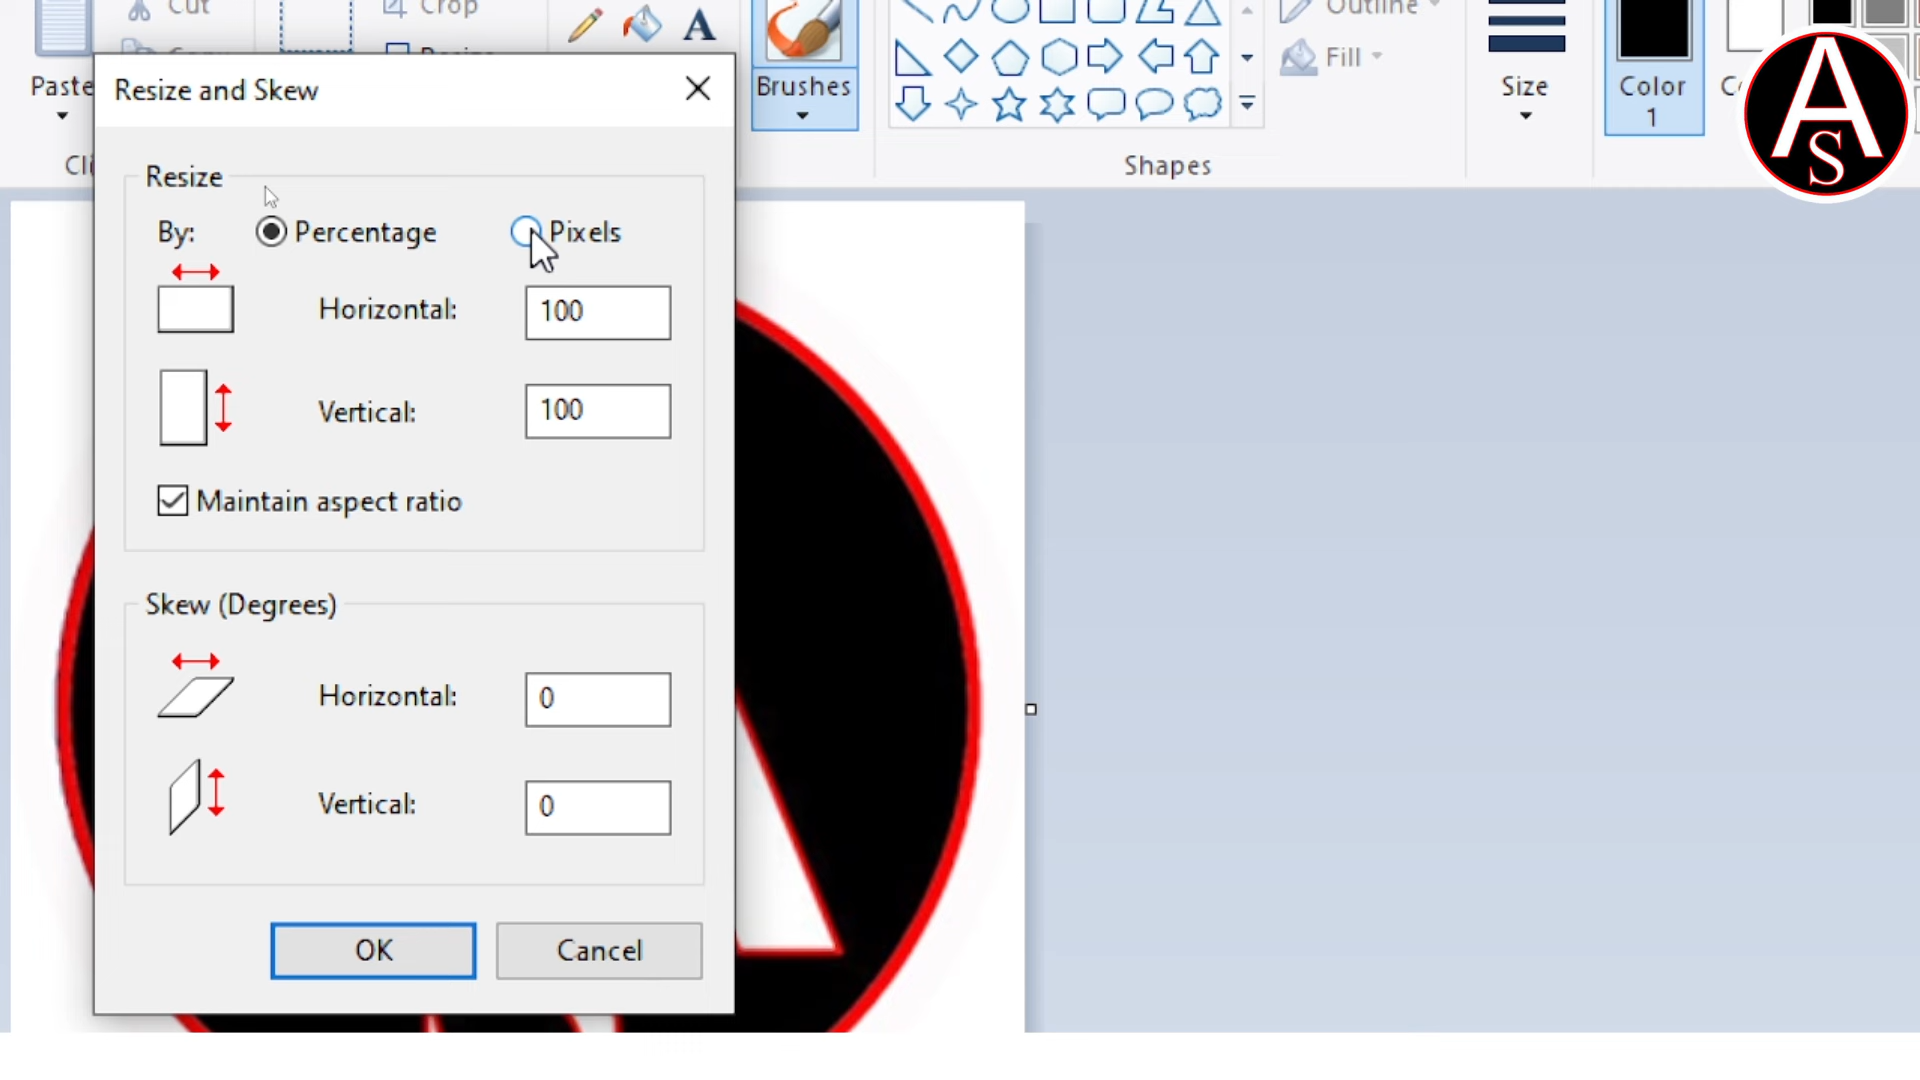 Cut
Crop
Outline
Resize
Paste
Resize and Skew
Brushes
Fill
Size
Color
1
A
S
Shapes
Resize
By:
Percentage
Pixels
Horizontal:
100
Vertical:
100
Maintain aspect ratio
Skew (Degrees)
Horizontal:
0
Vertical:
0
OK
Cancel